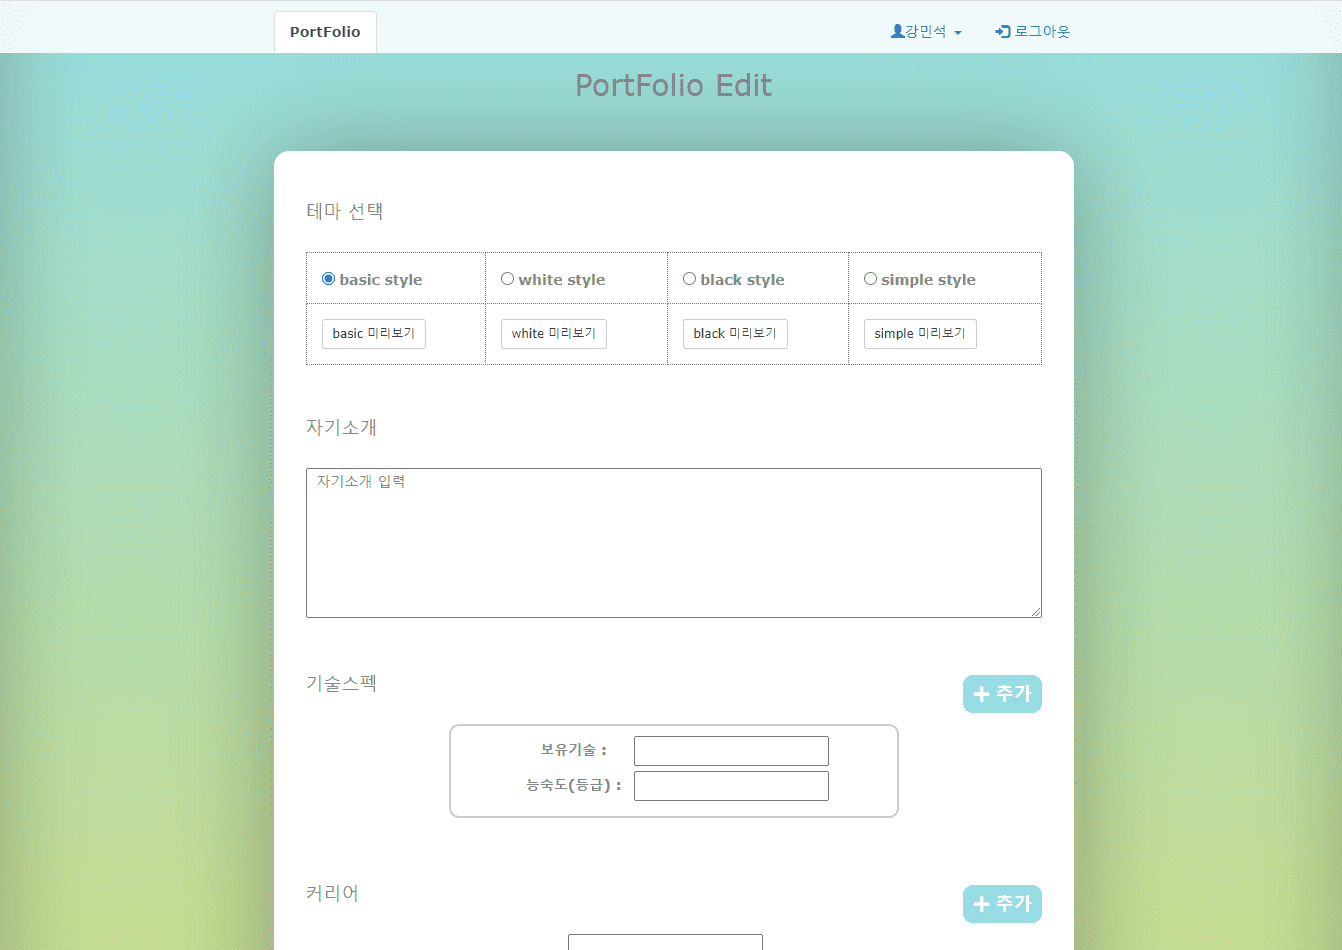 PortFolio 강민석 로그아웃
PortFolio Edit
테마 선택
basic style white style black style simple style
basic 미리보기 white 미리보기 black 미리보기 simple 미리보기
자기소개
자기소개 입력
기술스펙 추가
보유기술 :
능숙도(등급) :
커리어 추가